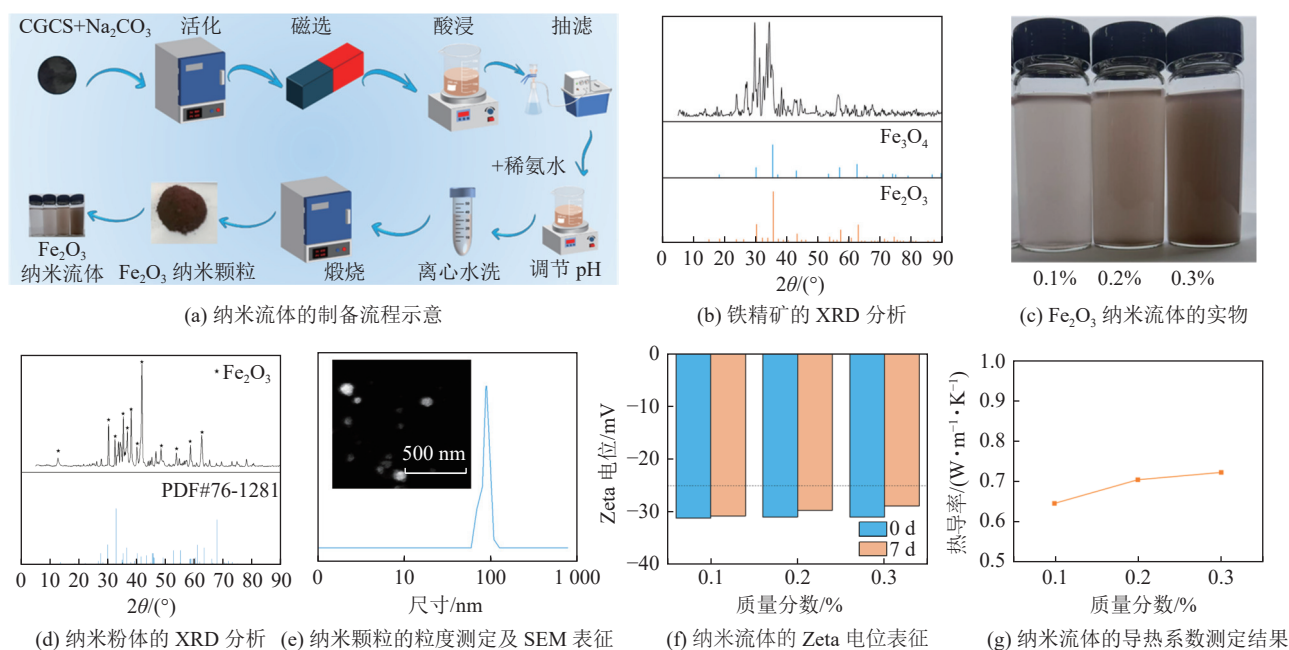 CGCS+Na₂CO₃ 活化 磁选 酸浸 抽滤
+稀氨水
Fe₂O₃
纳米流体 Fe₂O₃ 纳米颗粒 煅烧 离心水洗 调节 pH
(a) 纳米流体的制备流程示意
Fe₃O₄
Fe₂O₃
0 10 20 30 40 50 60 70 80 90
2θ/(°)
(b) 铁精矿的 XRD 分析
0.1% 0.2% 0.3%
(c) Fe₂O₃ 纳米流体的实物
*Fe₂O₃
PDF#76-1281
0 10 20 30 40 50 60 70 80 90
2θ/(°)
(d) 纳米粉体的 XRD 分析
500 nm
0 10 100 1 000
尺寸/nm
(e) 纳米颗粒的粒度测定及 SEM 表征
Zeta 电位/mV
0
−10
−20
−30
−40
0 d
7 d
0.1 0.2 0.3
质量分数/%
(f) 纳米流体的 Zeta 电位表征
热导率/(W·m⁻¹·K⁻¹)
1.0
0.9
0.8
0.7
0.6
0.5
0.1 0.2 0.3
质量分数/%
(g) 纳米流体的导热系数测定结果